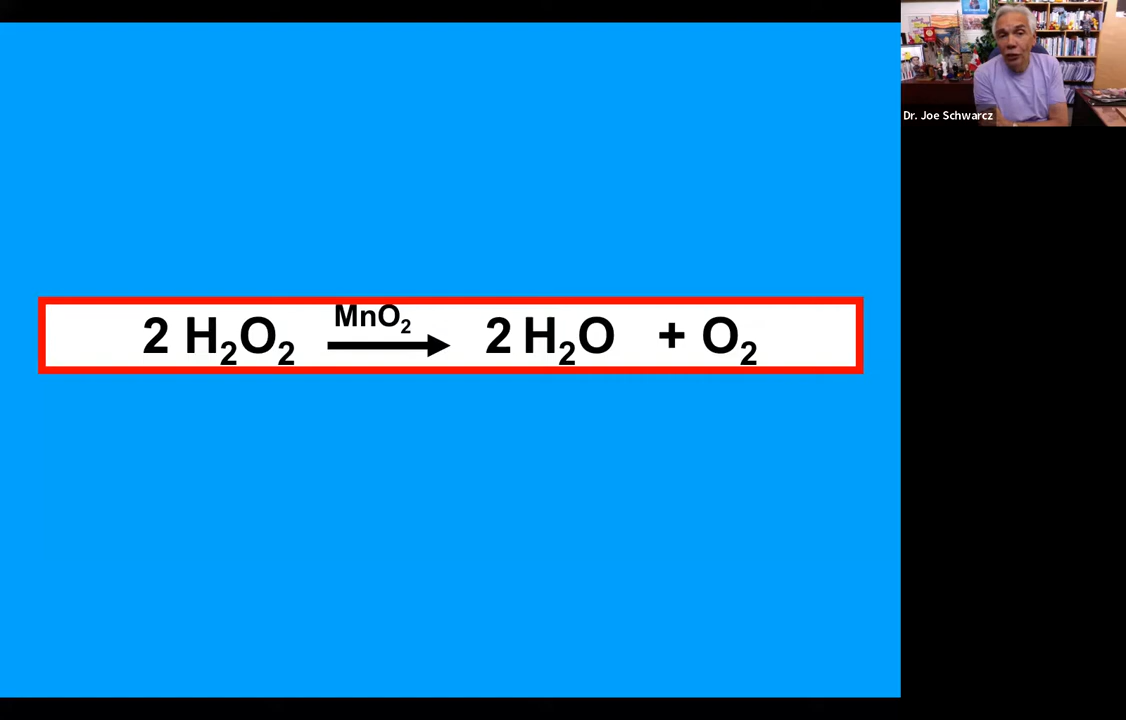 2 H₂O₂ MnO₂ → 2 H₂O + O₂
Dr. Joe Schwarcz